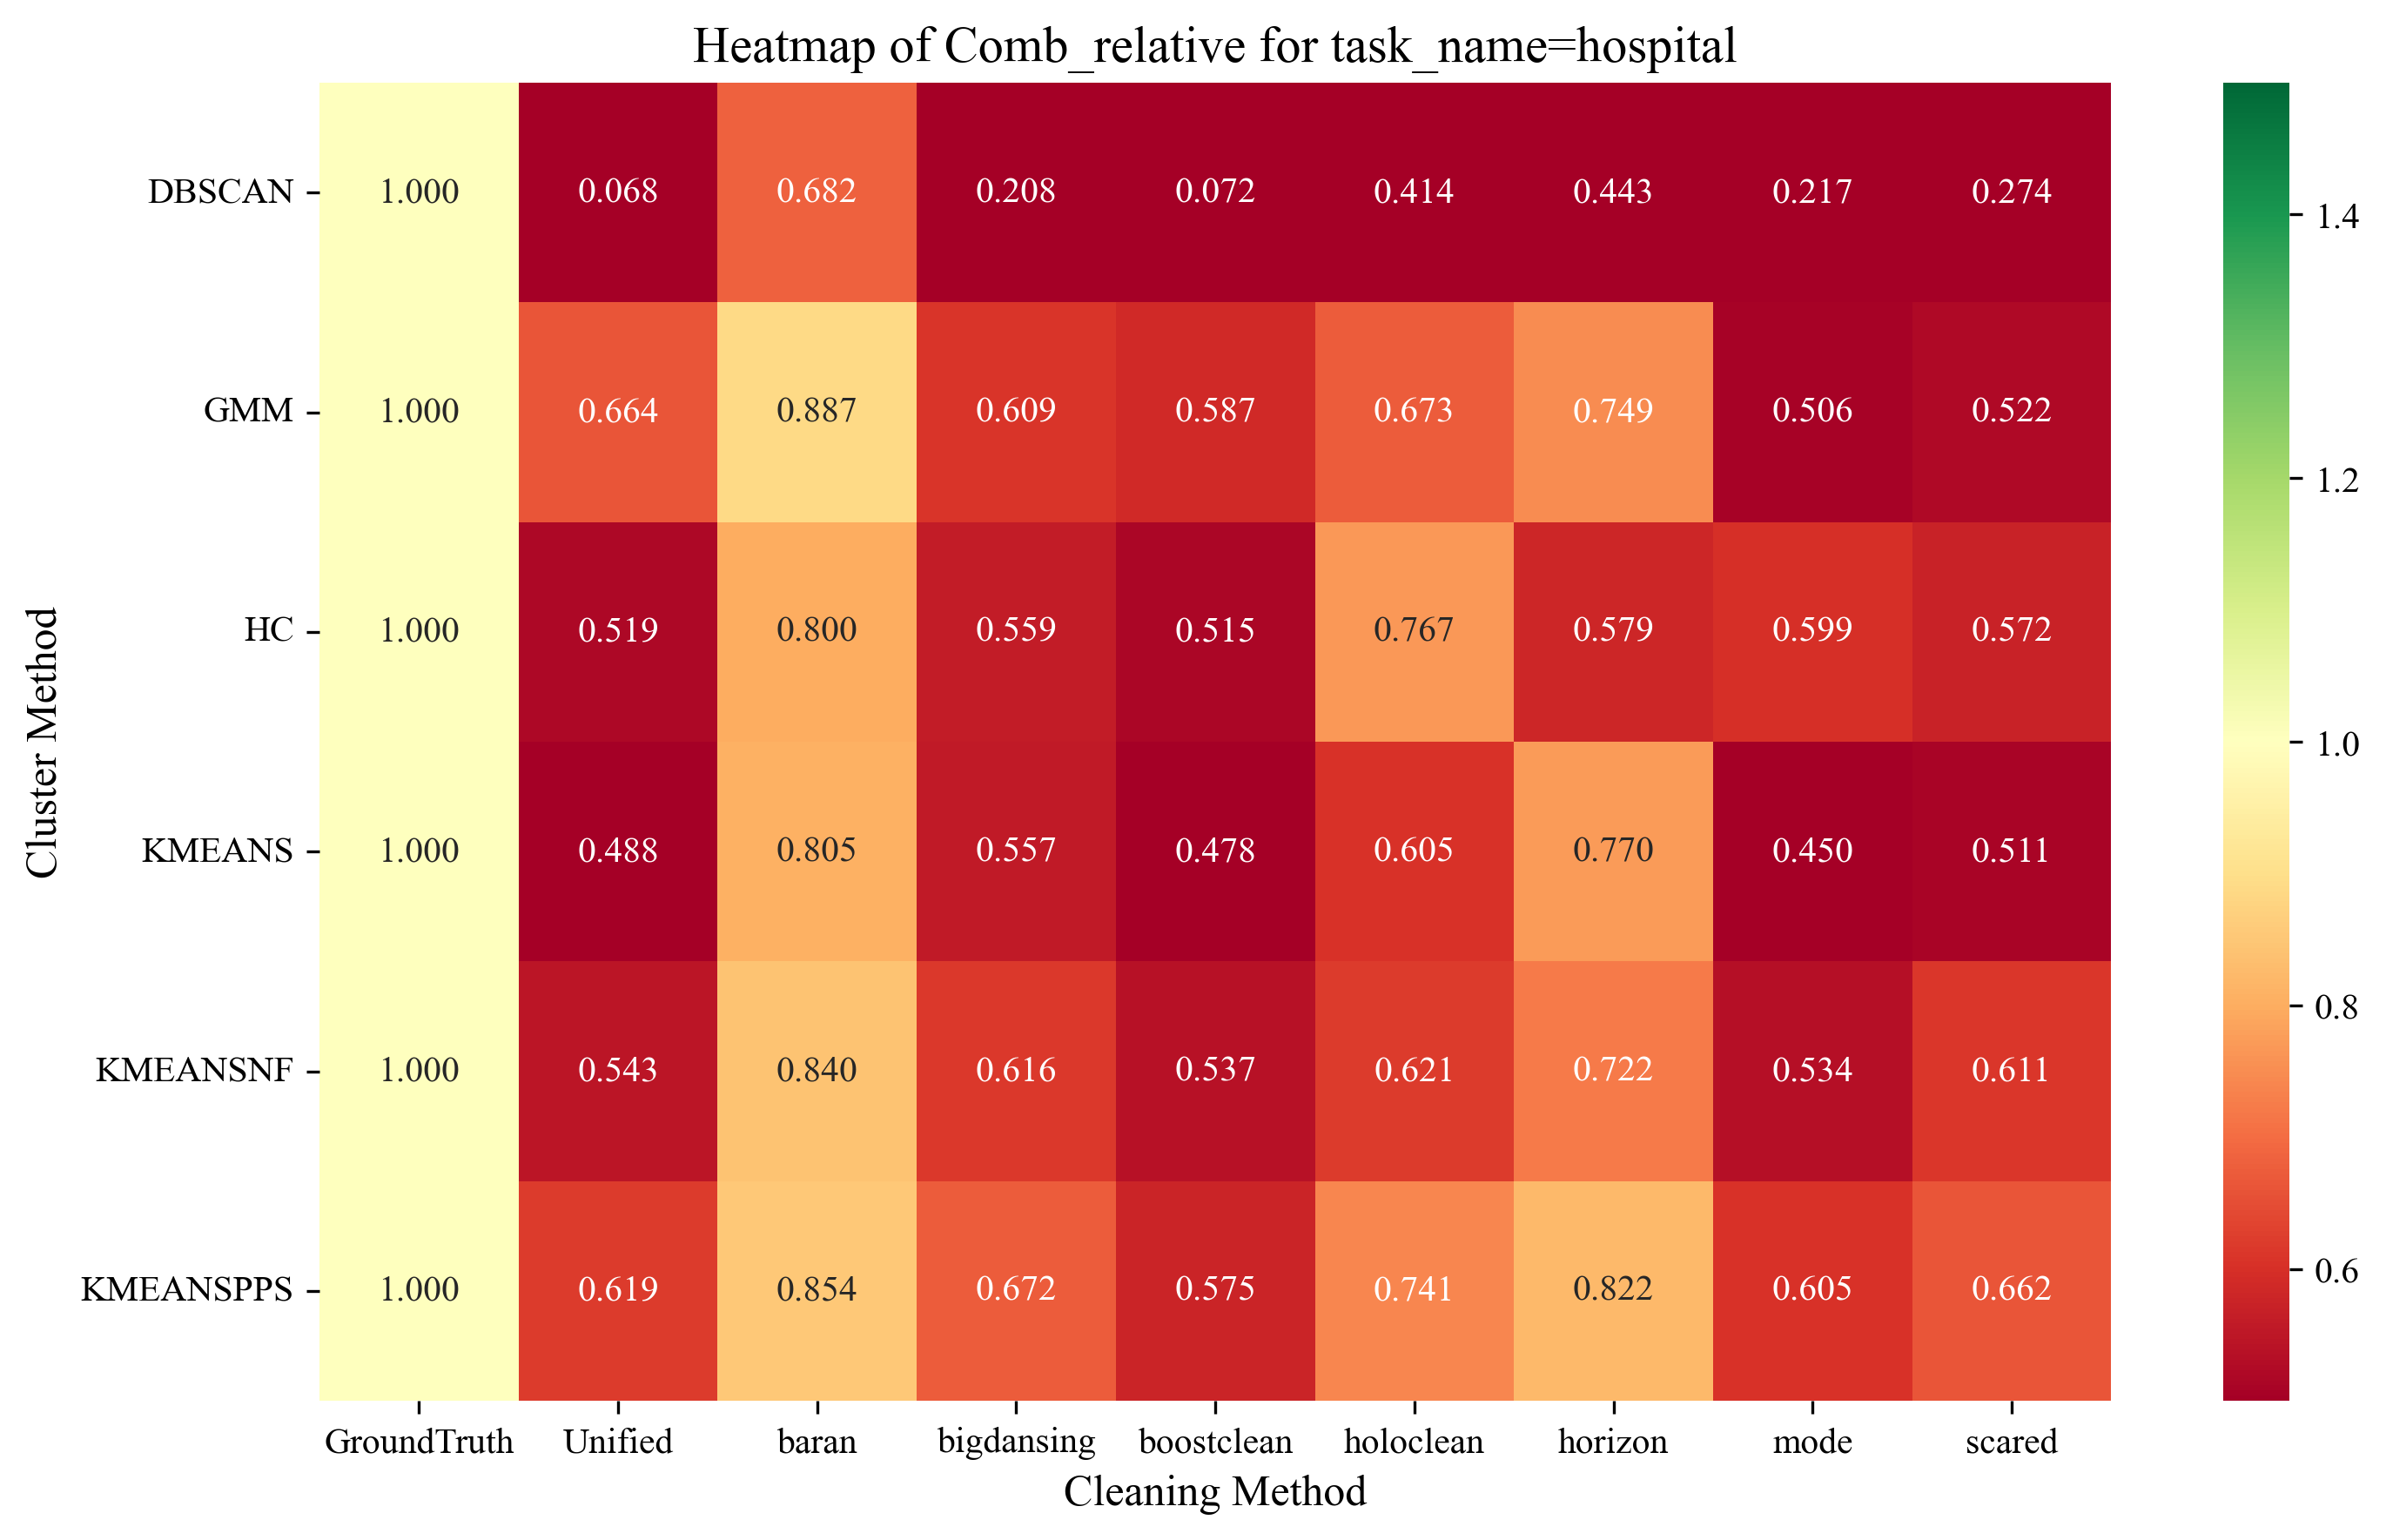 Heatmap of Comb_relative for task_name=hospital
Cluster Method
DBSCAN 1.000 0.068 0.682 0.208 0.072 0.414 0.443 0.217 0.274
GMM 1.000 0.664 0.887 0.609 0.587 0.673 0.749 0.506 0.522
HC 1.000 0.519 0.800 0.559 0.515 0.767 0.579 0.599 0.572
KMEANS 1.000 0.488 0.805 0.557 0.478 0.605 0.770 0.450 0.511
KMEANSNF 1.000 0.543 0.840 0.616 0.537 0.621 0.722 0.534 0.611
KMEANSPPS 1.000 0.619 0.854 0.672 0.575 0.741 0.822 0.605 0.662
GroundTruth Unified baran bigdansing boostclean holoclean horizon mode scared
Cleaning Method
1.4
1.2
1.0
0.8
0.6